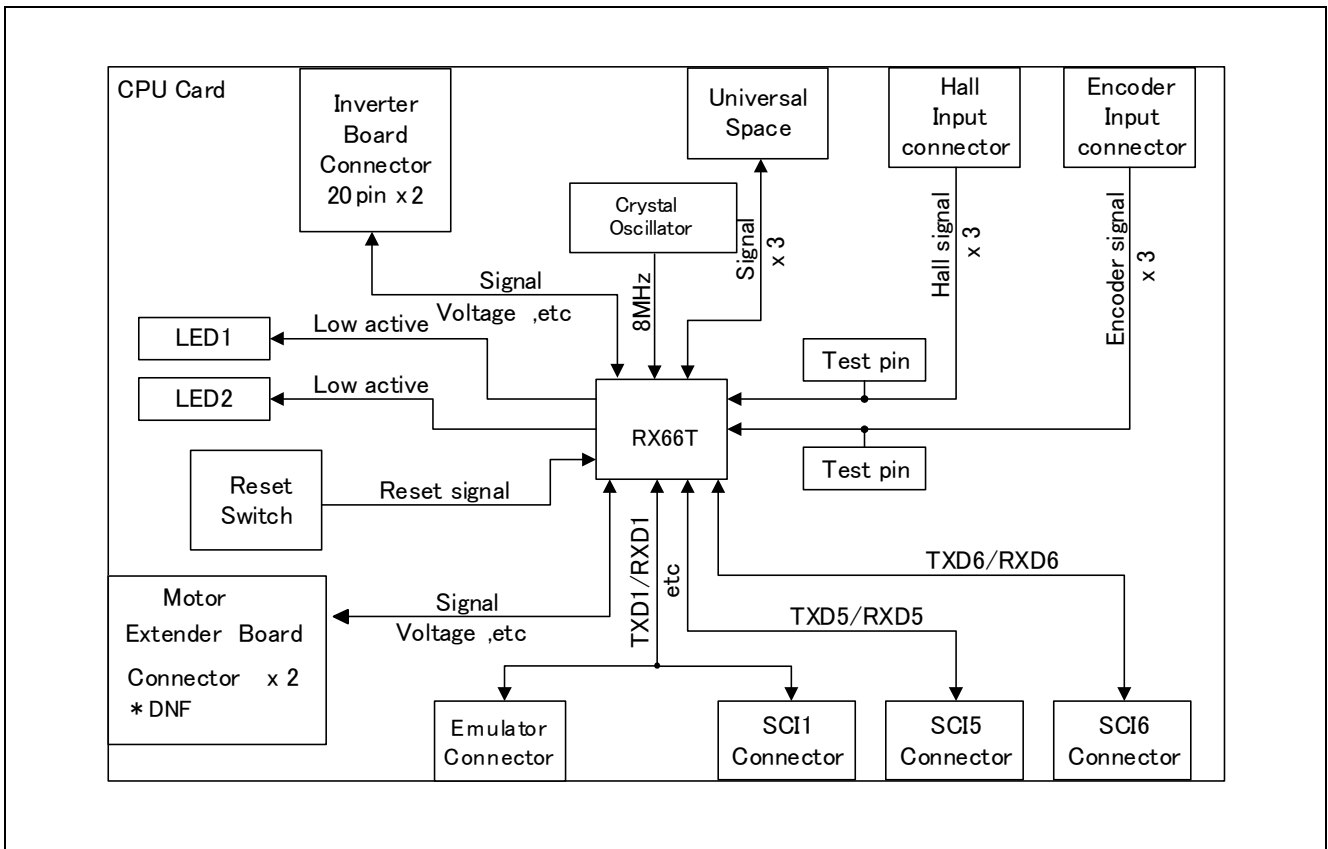 CPU Card
Inverter
Board
Connector
20pin x2
Universal
Space
Hall
Input
connector
Encoder
Input
connector
Crystal
Oscillator
Signal
x 3
Hall signal
x 3
Encoder signal
x 3
8MHz
Signal
Voltage ,etc
LED1
Low active
LED2
Low active
Test pin
RX66T
Test pin
Reset
Switch
Reset signal
Motor
Extender Board
Connector x 2
* DNF
Signal
Voltage ,etc
TXD1/RXD1
etc
TXD5/RXD5
TXD6/RXD6
Emulator
Connector
SCI1
Connector
SCI5
Connector
SCI6
Connector